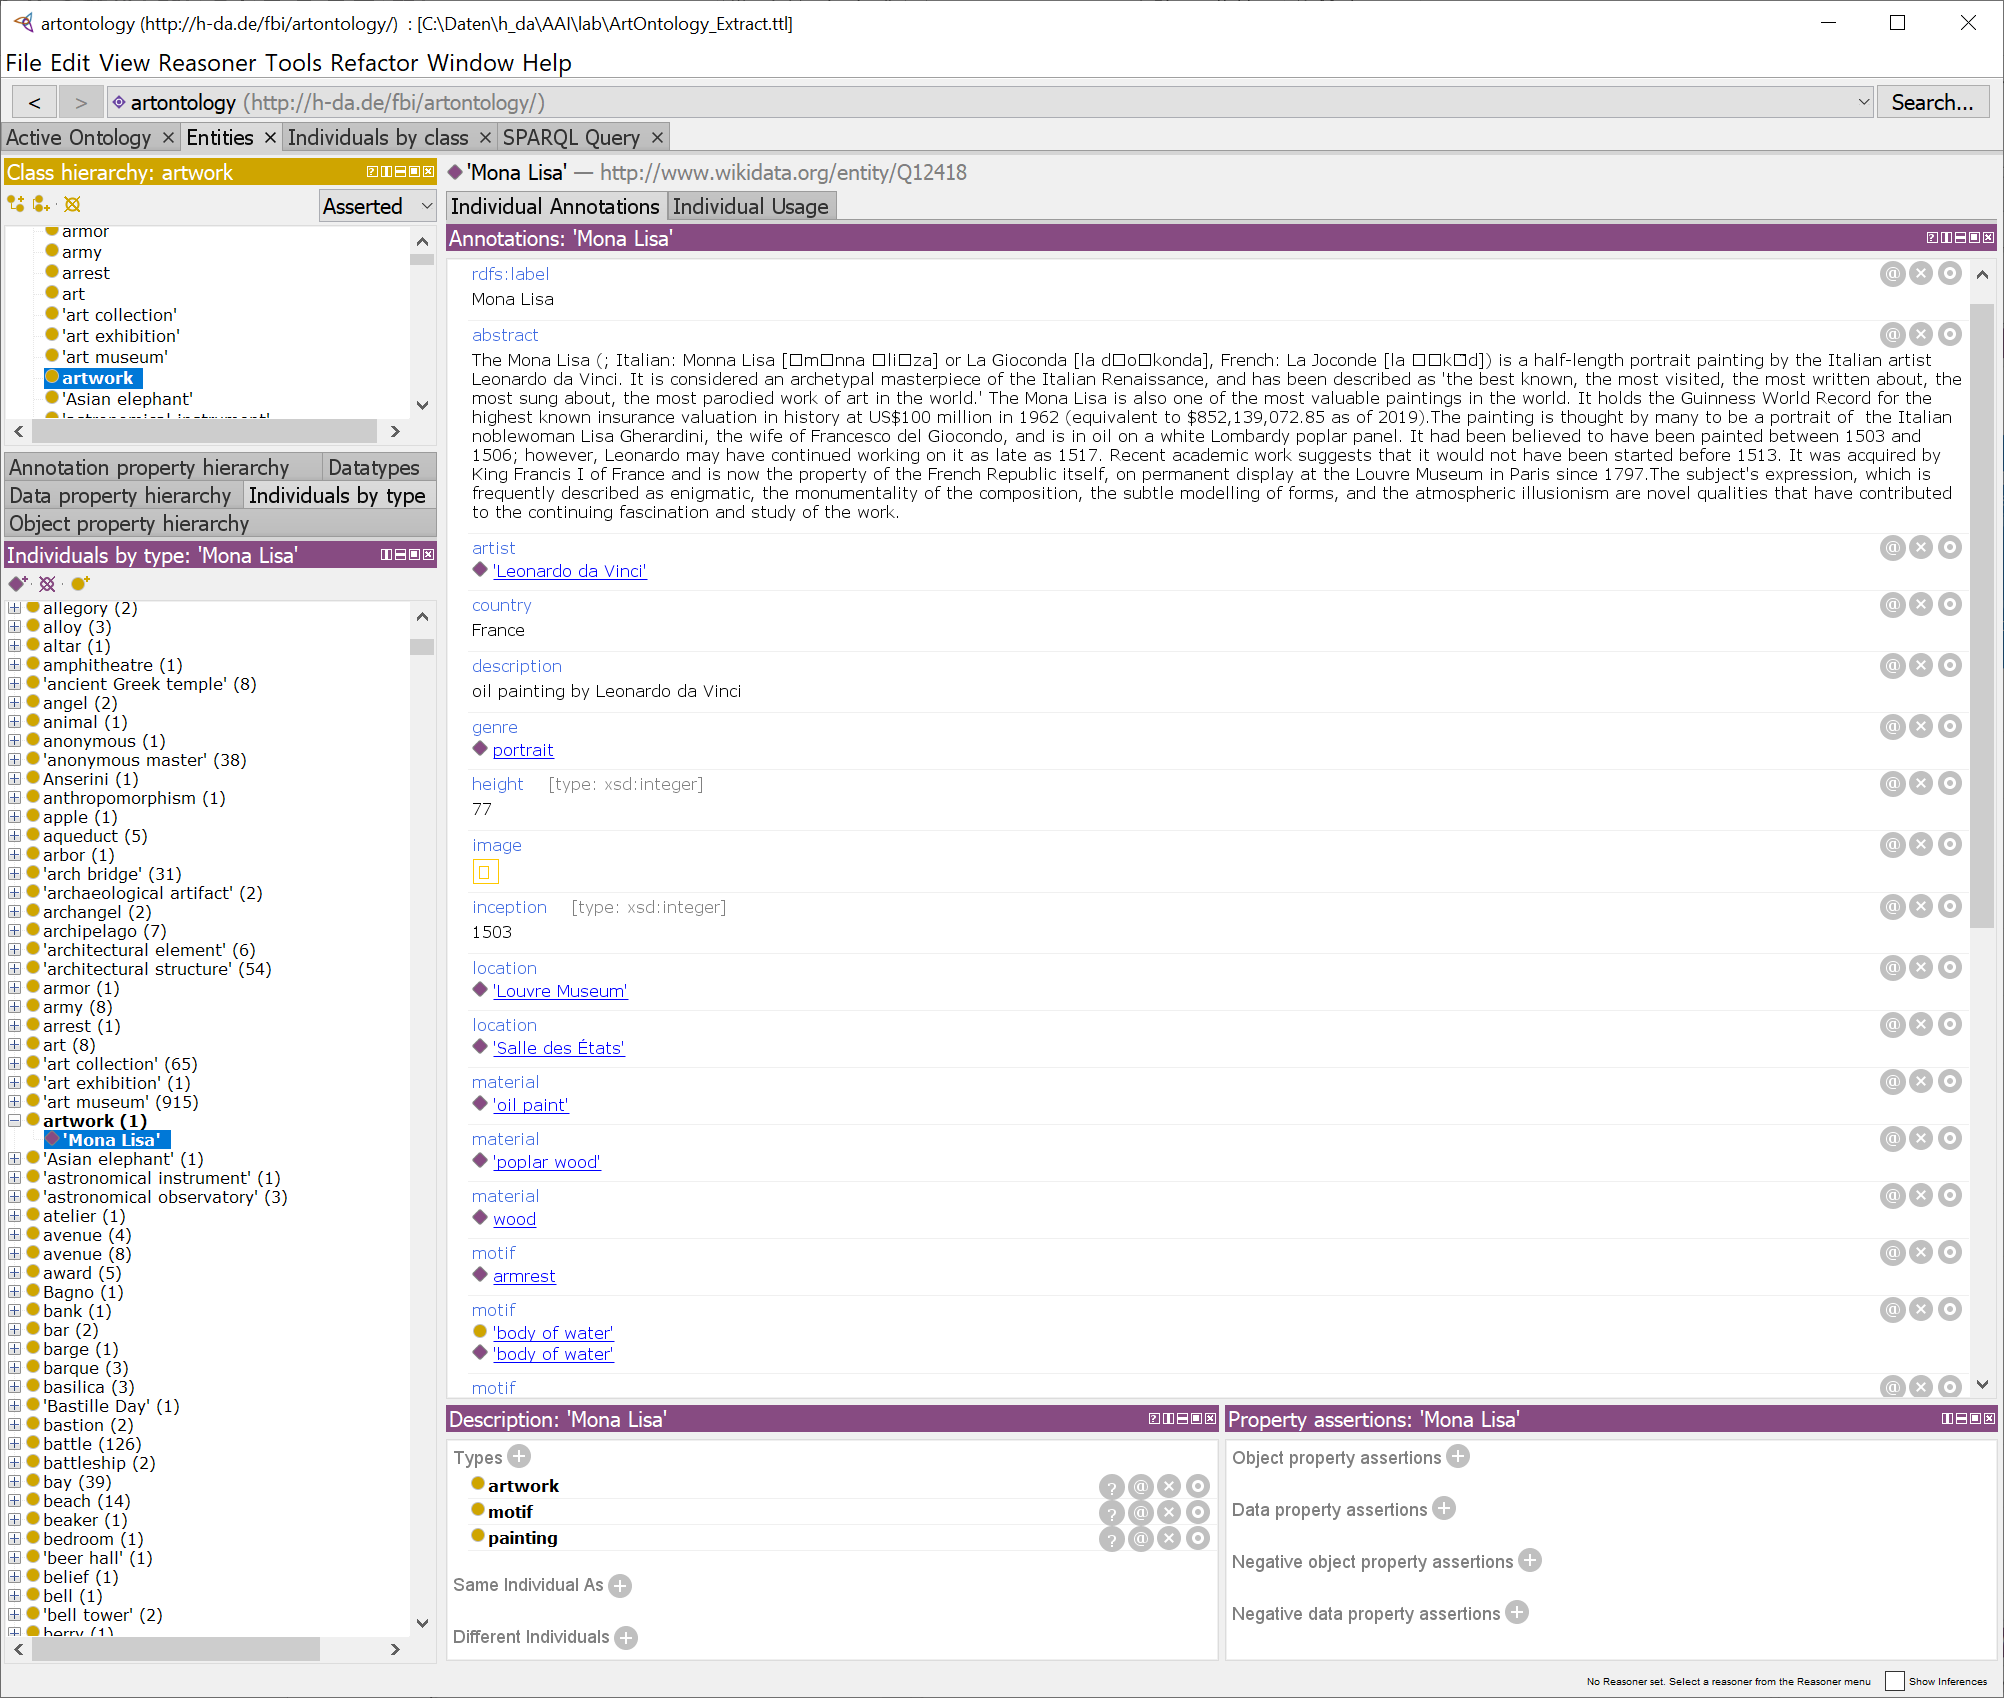 artontology (http://h-da.de/fbi/artontology/) : [C:\Daten\h_da\AAI\lab\ArtOntology_Extract.ttl]
File Edit View Reasoner Tools Refactor Window Help
< > artontology (http://h-da.de/fbi/artontology/) Search...
Active Ontology × Entities × Individuals by class × SPARQL Query ×
Class hierarchy: artwork
Asserted
armor
army
arrest
art
'art collection'
'art exhibition'
'art museum'
artwork
'Asian elephant'
'astronomical instrument'
Annotation property hierarchy Datatypes
Data property hierarchy Individuals by type
Object property hierarchy
Individuals by type: 'Mona Lisa'
allegory (2)
alloy (3)
altar (1)
amphitheatre (1)
'ancient Greek temple' (8)
angel (2)
animal (1)
anonymous (1)
'anonymous master' (38)
Anserini (1)
anthropomorphism (1)
apple (1)
aqueduct (5)
arbor (1)
'arch bridge' (31)
'archaeological artifact' (2)
archangel (2)
archipelago (7)
'architectural element' (6)
'architectural structure' (54)
armor (1)
army (8)
arrest (1)
art (8)
'art collection' (65)
'art exhibition' (1)
'art museum' (915)
artwork (1)
'Mona Lisa'
'Asian elephant' (1)
'astronomical instrument' (1)
'astronomical observatory' (3)
atelier (1)
avenue (4)
avenue (8)
award (5)
Bagno (1)
bank (1)
bar (2)
barge (1)
barque (3)
basilica (3)
'Bastille Day' (1)
bastion (2)
battle (126)
battleship (2)
bay (39)
beach (14)
beaker (1)
bedroom (1)
'beer hall' (1)
belief (1)
bell (1)
'bell tower' (2)
berry (1)
'Mona Lisa' — http://www.wikidata.org/entity/Q12418
Individual Annotations Individual Usage
Annotations: 'Mona Lisa'
rdfs:label
Mona Lisa
abstract
The Mona Lisa (; Italian: Monna Lisa [□m□nna □li□za] or La Gioconda [la d□o□konda], French: La Joconde [la □□k□d]) is a half-length portrait painting by the Italian artist
Leonardo da Vinci. It is considered an archetypal masterpiece of the Italian Renaissance, and has been described as 'the best known, the most visited, the most written about, the
most sung about, the most parodied work of art in the world.' The Mona Lisa is also one of the most valuable paintings in the world. It holds the Guinness World Record for the
highest known insurance valuation in history at US$100 million in 1962 (equivalent to $852,139,072.85 as of 2019).The painting is thought by many to be a portrait of the Italian
noblewoman Lisa Gherardini, the wife of Francesco del Giocondo, and is in oil on a white Lombardy poplar panel. It had been believed to have been painted between 1503 and
1506; however, Leonardo may have continued working on it as late as 1517. Recent academic work suggests that it would not have been started before 1513. It was acquired by
King Francis I of France and is now the property of the French Republic itself, on permanent display at the Louvre Museum in Paris since 1797.The subject's expression, which is
frequently described as enigmatic, the monumentality of the composition, the subtle modelling of forms, and the atmospheric illusionism are novel qualities that have contributed
to the continuing fascination and study of the work.
artist
'Leonardo da Vinci'
country
France
description
oil painting by Leonardo da Vinci
genre
portrait
height [type: xsd:integer]
77
image
inception [type: xsd:integer]
1503
location
'Louvre Museum'
location
'Salle des États'
material
'oil paint'
material
'poplar wood'
material
wood
motif
armrest
motif
'body of water'
'body of water'
motif
Description: 'Mona Lisa'
Types
artwork
motif
painting
Same Individual As
Different Individuals
Property assertions: 'Mona Lisa'
Object property assertions
Data property assertions
Negative object property assertions
Negative data property assertions
No Reasoner set. Select a reasoner from the Reasoner menu Show Inferences